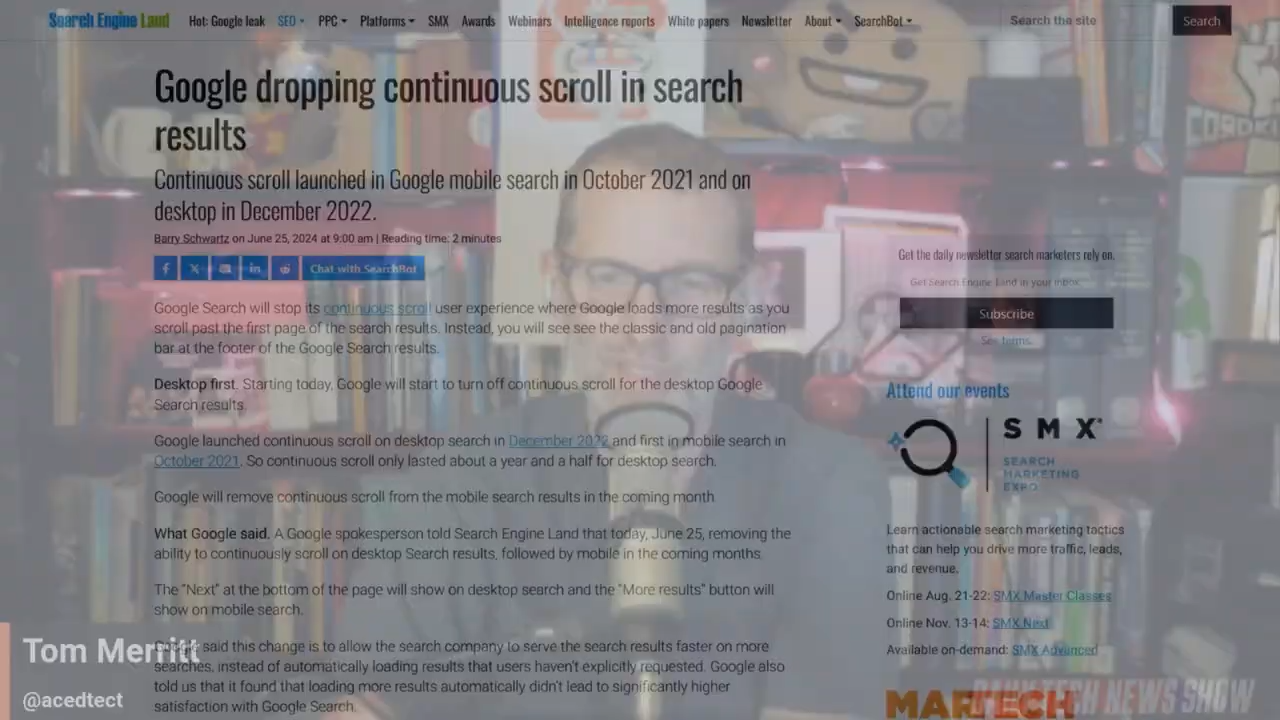 Search Engine Land Hot: Google leak SEO PPC Platforms SMX Awards Webinars Intelligence reports White papers Newsletter About SearchBot Search the site Search
Google dropping continuous scroll in search
results
Continuous scroll launched in Google mobile search in October 2021 and on
desktop in December 2022.
Barry Schwartz on June 25, 2024 at 9:00 am | Reading time: 2 minutes
Chat with SearchBot
Google Search will stop its continuous scroll user experience where Google loads more results as you
scroll past the first page of the search results. Instead, you will see see the classic and old pagination
bar at the footer of the Google Search results.
Desktop first. Starting today, Google will start to turn off continuous scroll for the desktop Google
Search results.
Google launched continuous scroll on desktop search in December 2022 and first in mobile search in
October 2021. So continuous scroll only lasted about a year and a half for desktop search.
Google will remove continuous scroll from the mobile search results in the coming month
What Google said. A Google spokesperson told Search Engine Land that today, June 25, removing the
ability to continuously scroll on desktop Search results, followed by mobile in the coming months.
The "Next" at the bottom of the page will show on desktop search and the "More results" button will
show on mobile search.
Google said this change is to allow the search company to serve the search results faster on more
searches, instead of automatically loading results that users haven't explicitly requested. Google also
told us that it found that loading more results automatically didn't lead to significantly higher
satisfaction with Google Search.
Get the daily newsletter search marketers rely on.
Get Search Engine Land in your inbox.
Subscribe
See terms.
Attend our events
SMX
SEARCH
MARKETING
EXPO
Learn actionable search marketing tactics
that can help you drive more traffic, leads,
and revenue.
Online Aug. 21-22: SMX Master Classes
Online Nov. 13-14: SMX Next
Available on-demand: SMX Advanced
MARTECH
DAILY TECH NEWS SHOW
Tom Merritt
@acedtect